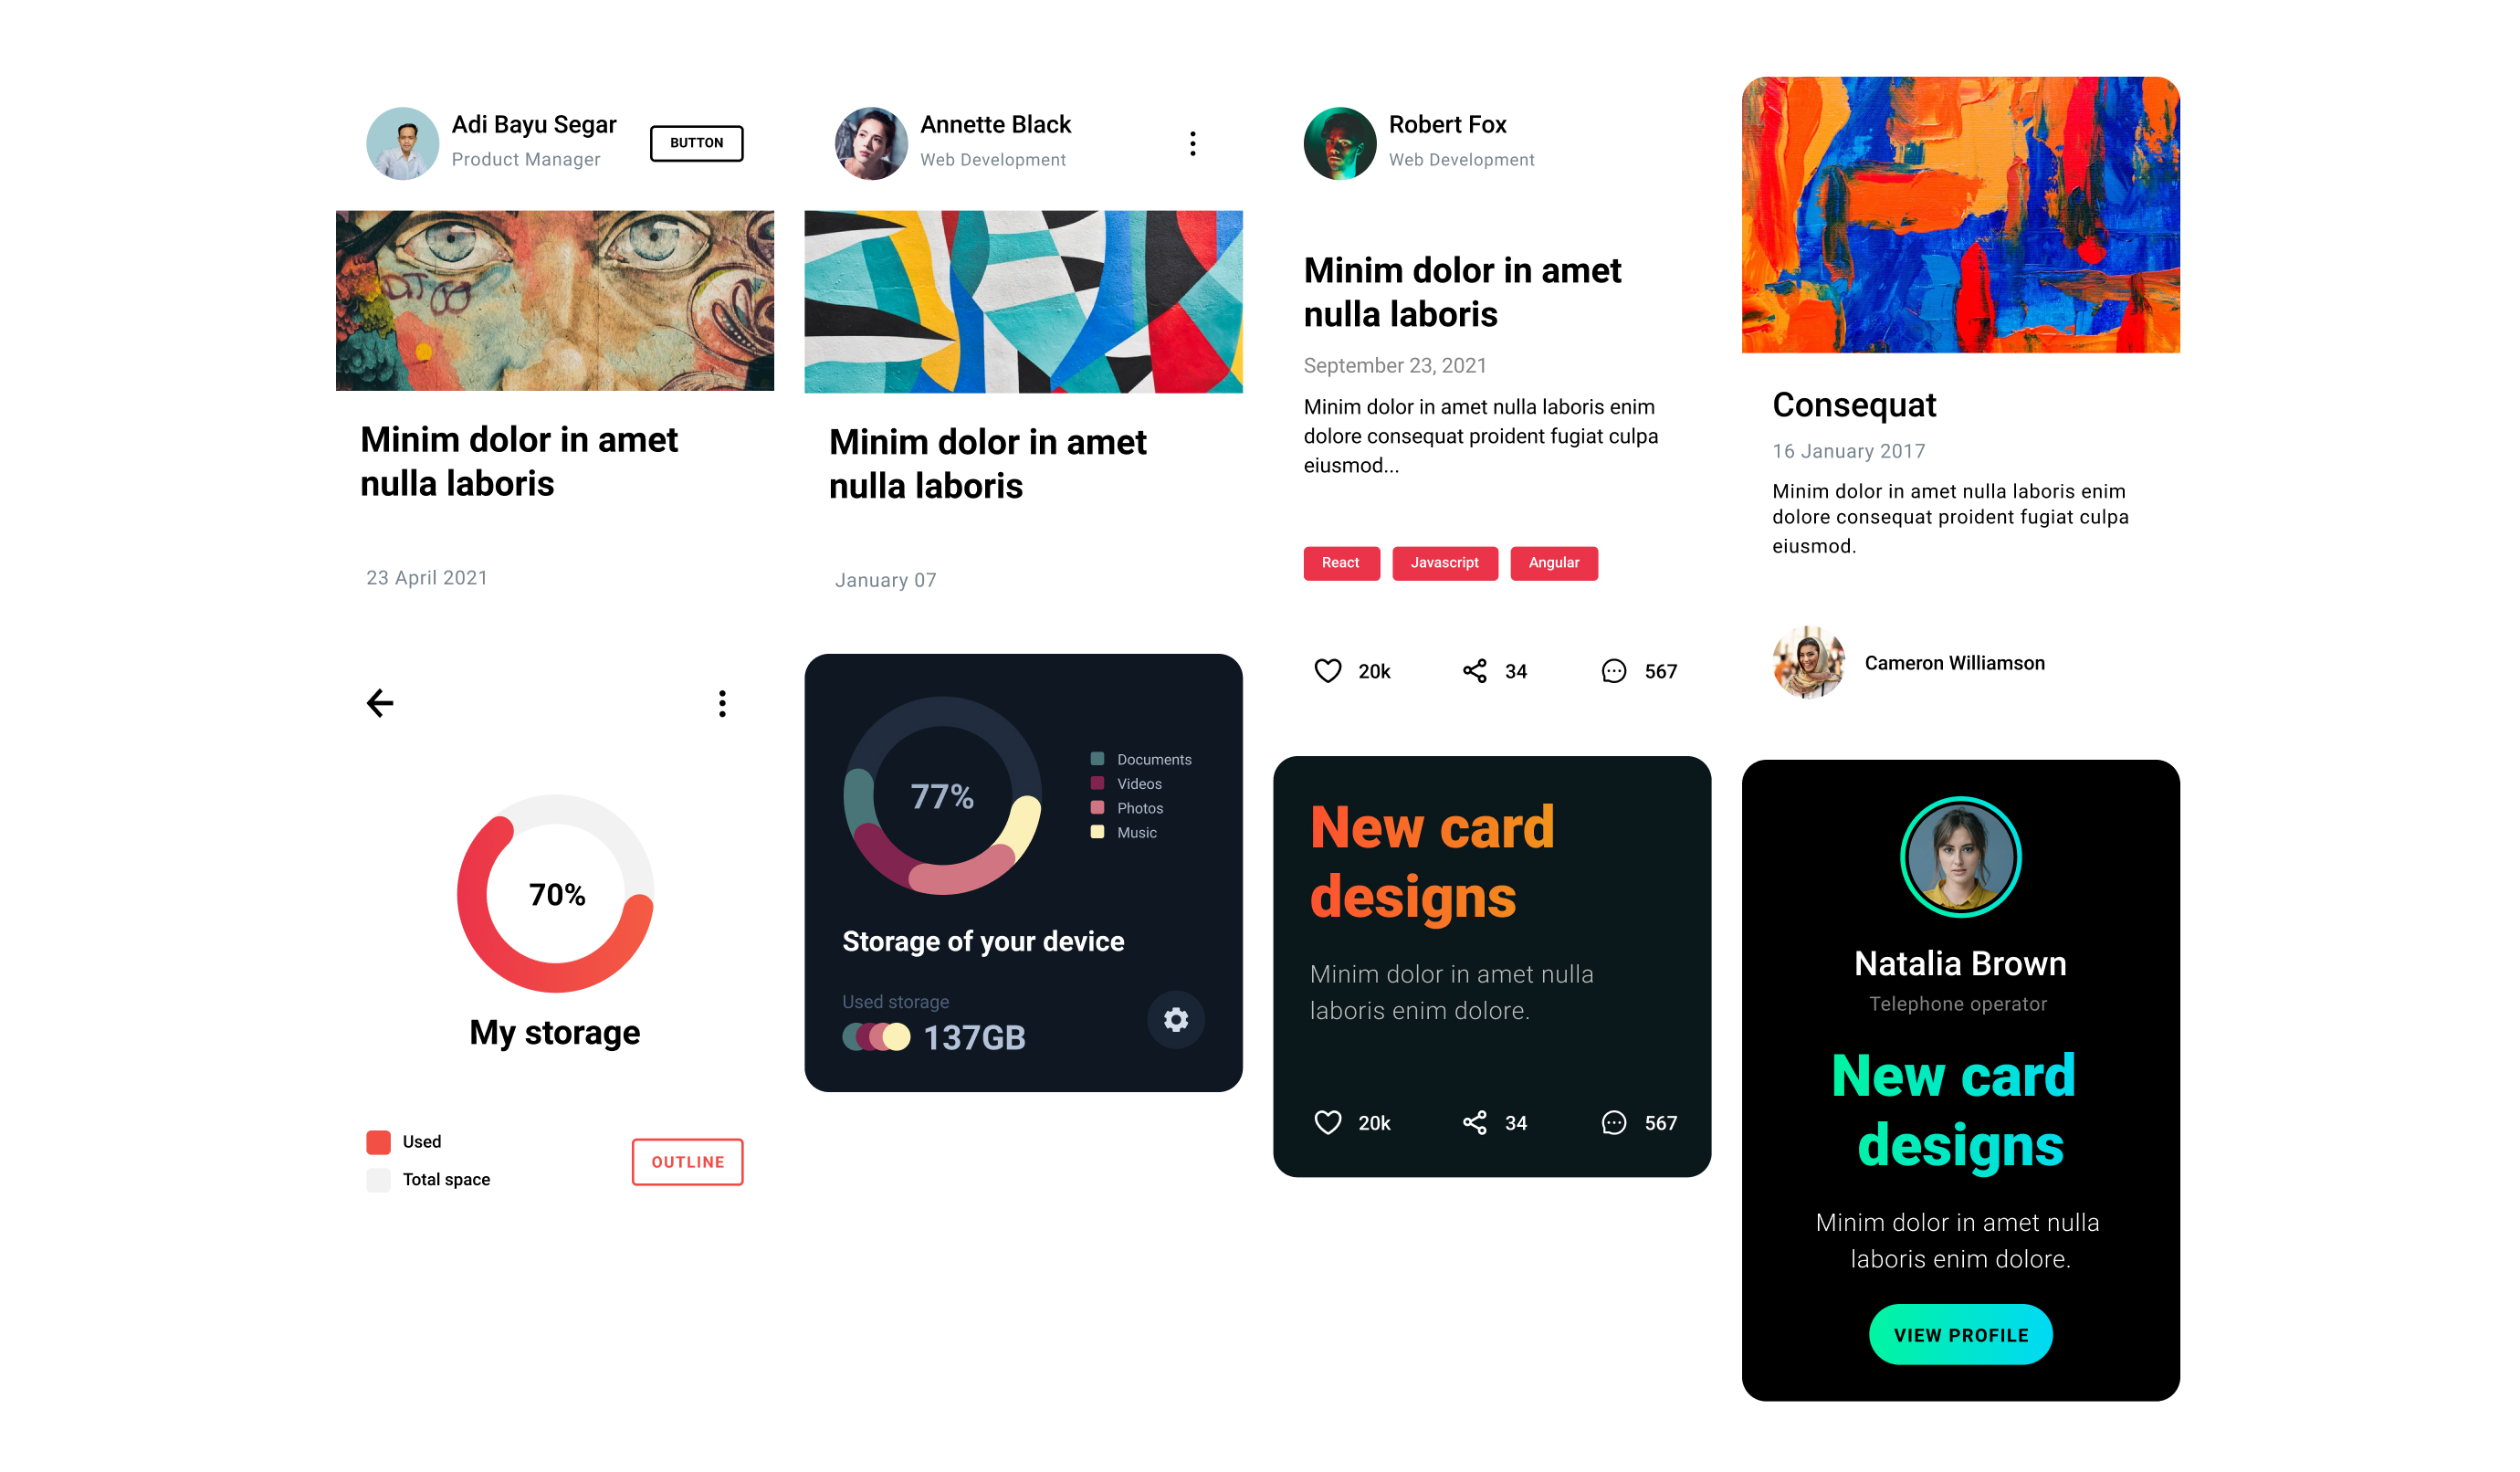 Adi Bayu Segar
Product Manager
BUTTON
Minim dolor in amet
nulla laboris
23 April 2021
Annette Black
Web Development
Minim dolor in amet
nulla laboris
January 07
Robert Fox
Web Development
Minim dolor in amet
nulla laboris
September 23, 2021
Minim dolor in amet nulla laboris enim
dolore consequat proident fugiat culpa
eiusmod...
React
Javascript
Angular
20k
34
567
Consequat
16 January 2017
Minim dolor in amet nulla laboris enim
dolore consequat proident fugiat culpa
eiusmod.
Cameron Williamson
70%
My storage
Used
Total space
OUTLINE
77%
Documents
Videos
Photos
Music
Storage of your device
Used storage
137GB
New card
designs
Minim dolor in amet nulla
laboris enim dolore.
20k
34
567
Natalia Brown
Telephone operator
New card
designs
Minim dolor in amet nulla
laboris enim dolore.
VIEW PROFILE